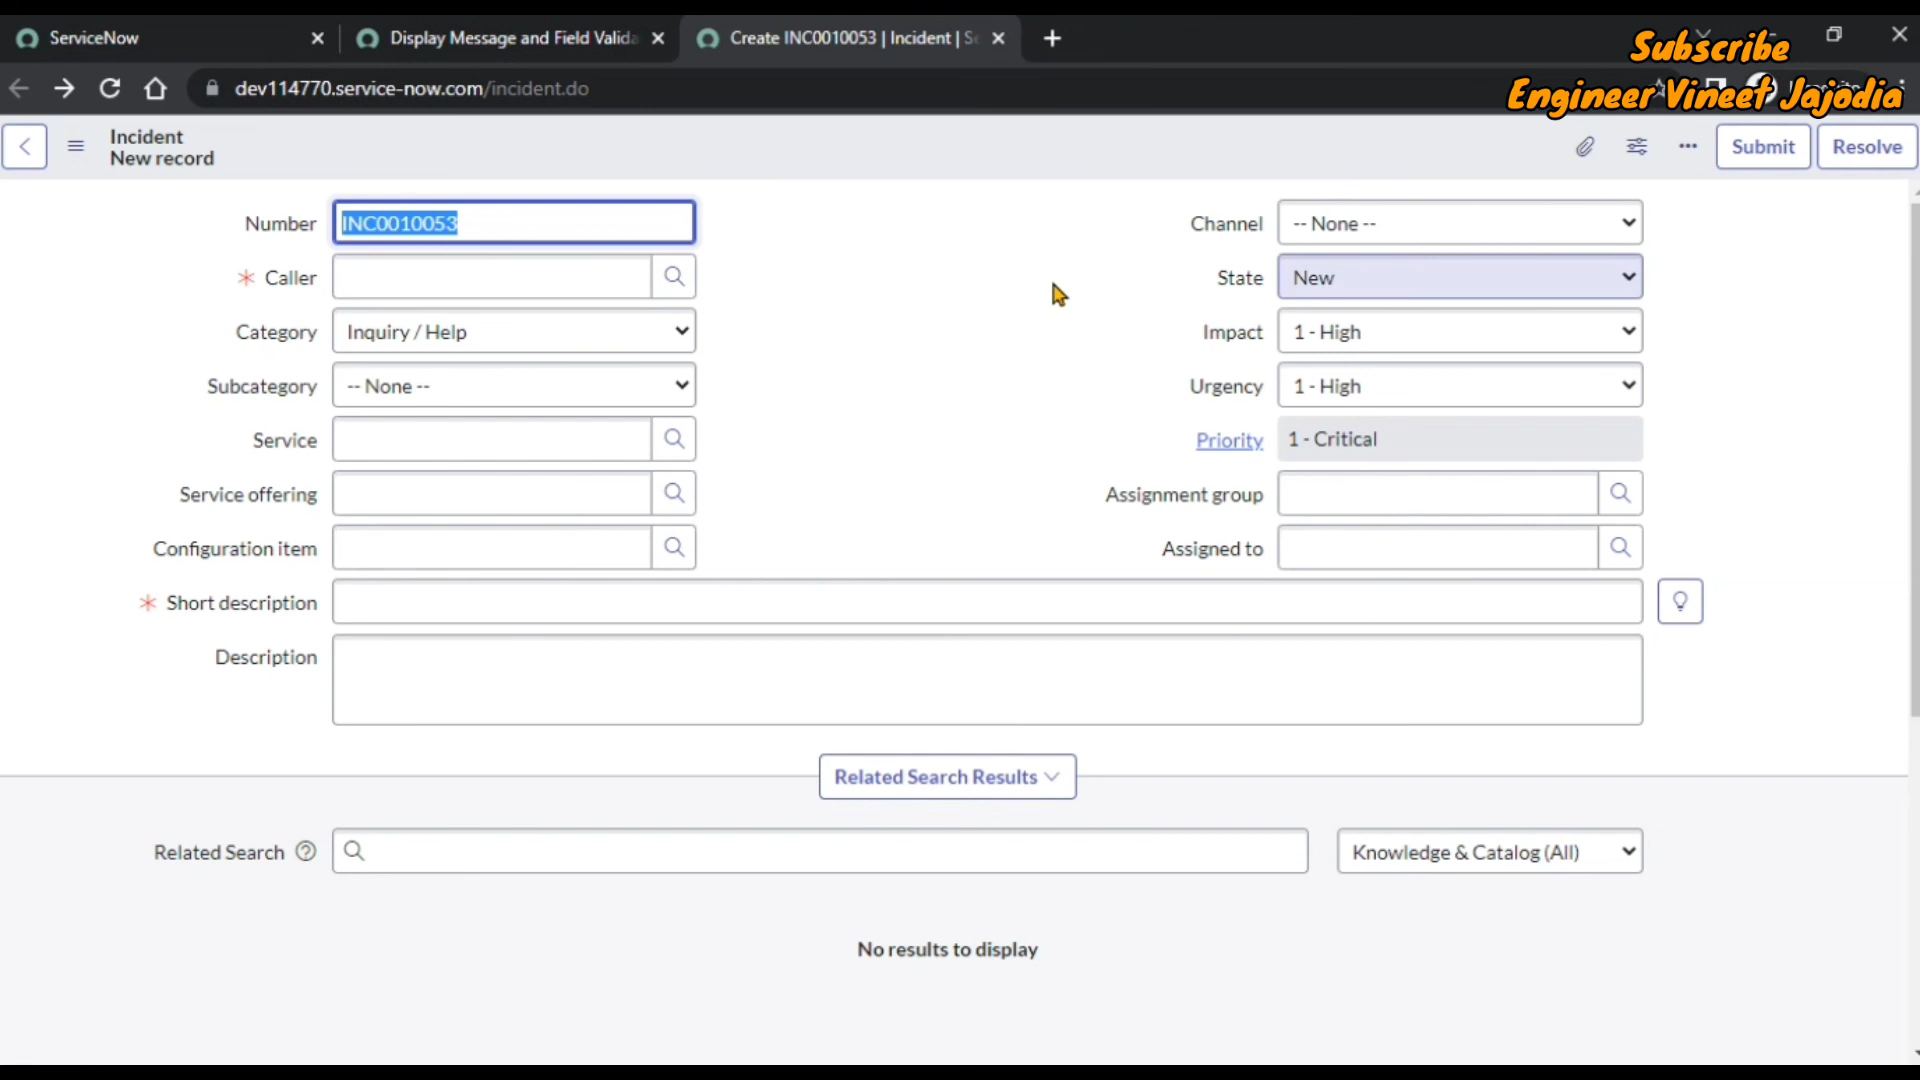 ServiceNow
Display Message and Field Valida
Create INC0010053 | Incident | S
Subscribe
dev114770.service-now.com/incident.do
Engineer Vineet Jajodia
Incident
New record
Submit
Resolve
Number
INC0010053
Channel
-- None --
* Caller
State
New
Category
Inquiry / Help
Impact
1 - High
Subcategory
-- None --
Urgency
1 - High
Service
Priority
1 - Critical
Service offering
Assignment group
Configuration item
Assigned to
* Short description
Description
Related Search Results
Related Search
Knowledge & Catalog (All)
No results to display